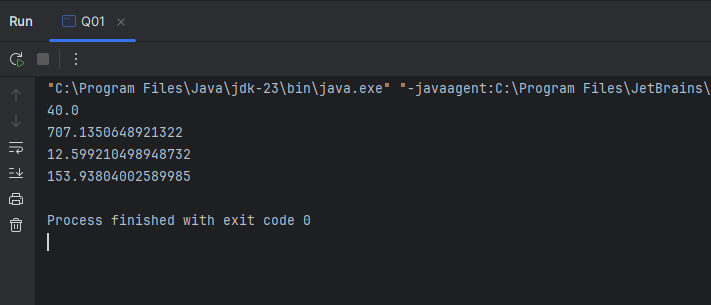 Run Q01
"C:\Program Files\Java\jdk-23\bin\java.exe" "-javaagent:C:\Program Files\JetBrains\
40.0
707.1350648921322
12.599210498948732
153.93804002589985
Process finished with exit code 0